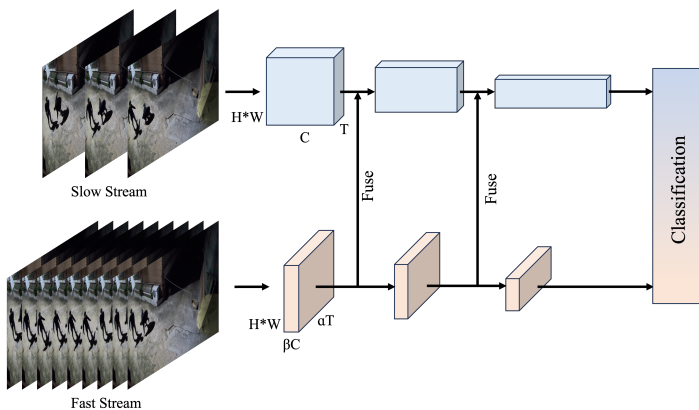 H*W
C
T
Slow Stream
Fuse
Fuse
Classification
H*W
βC
αT
Fast Stream